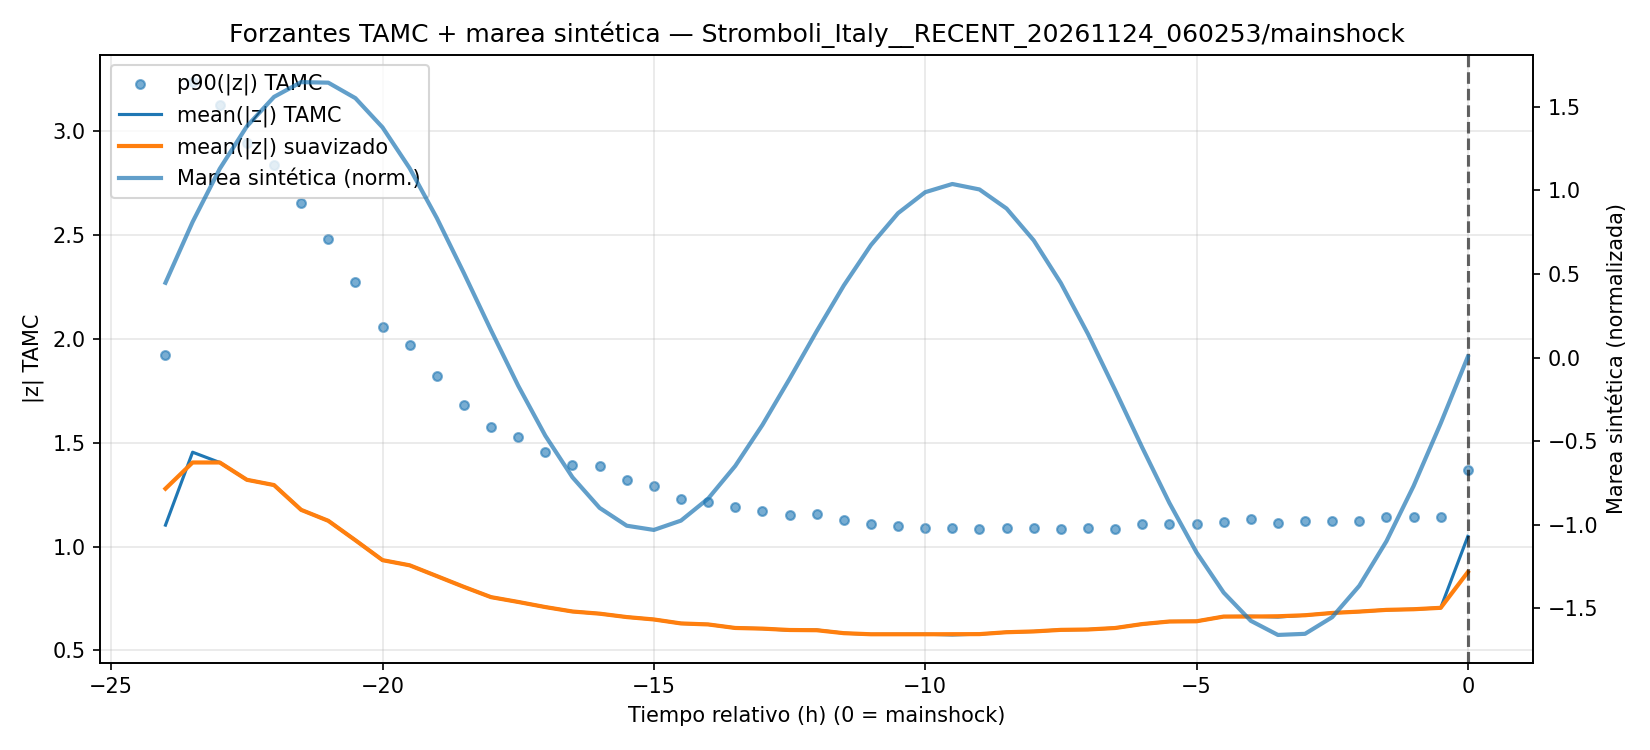 Forzantes TAMC + marea sintética — Stromboli_Italy__RECENT_20261124_060253/mainshock
p90(|z|) TAMC
mean(|z|) TAMC
mean(|z|) suavizado
Marea sintética (norm.)
|z| TAMC
3.0
2.5
2.0
1.5
1.0
0.5
1.5
1.0
0.5
0.0
−0.5
−1.0
−1.5
Marea sintética (normalizada)
−25
−20
−15
−10
−5
0
Tiempo relativo (h) (0 = mainshock)